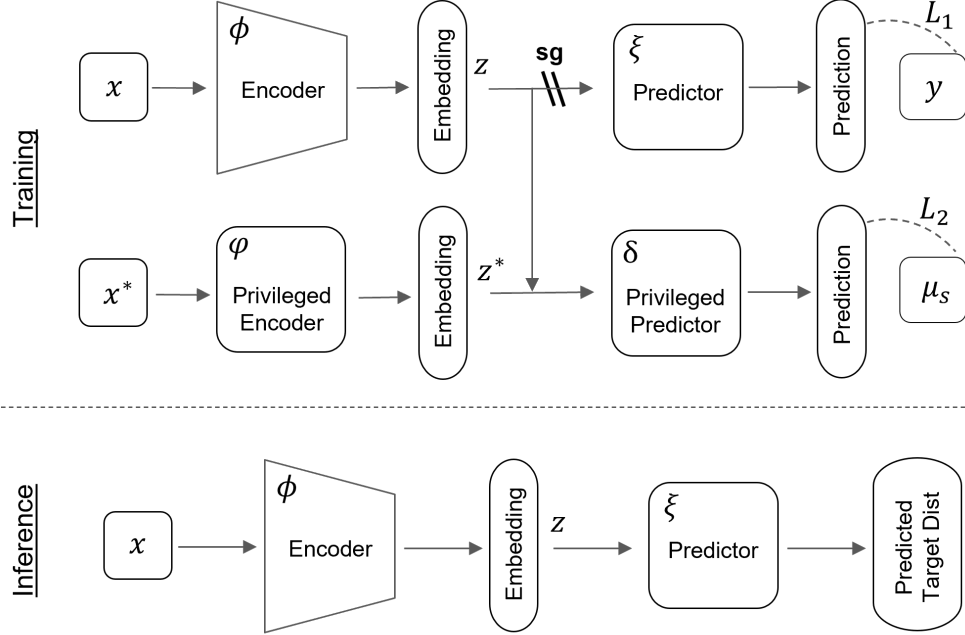 Training
x
ϕ
Encoder
Embedding
z
sg
ξ
Predictor
Prediction
L₁
y
x*
φ
Privileged
Encoder
Embedding
z*
δ
Privileged
Predictor
Prediction
L₂
μₛ
Inference
x
ϕ
Encoder
Embedding
z
ξ
Predictor
Predicted
Target Dist